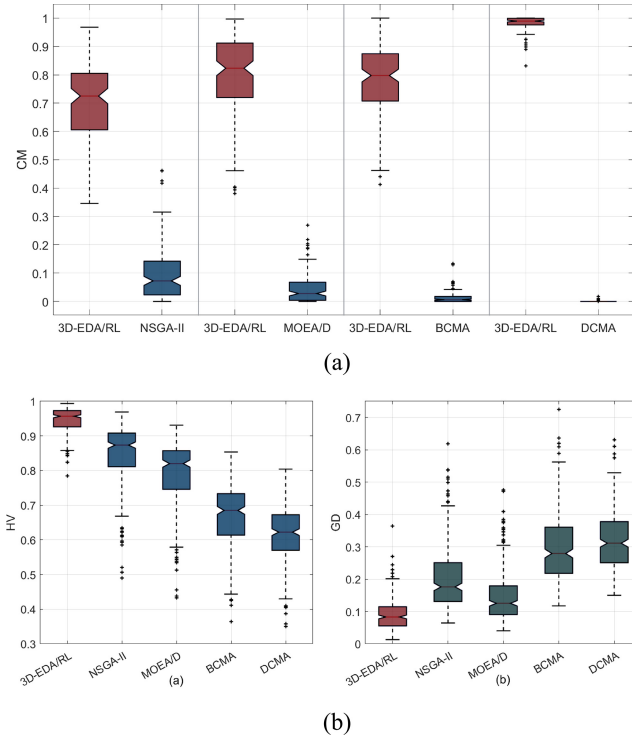 1
0.9
0.8
0.7
0.6
0.5
0.4
0.3
0.2
0.1
0
CM
3D-EDA/RL NSGA-II 3D-EDA/RL MOEA/D 3D-EDA/RL BCMA 3D-EDA/RL DCMA
(a)
1
0.9
0.8
0.7
0.6
0.5
0.4
0.3
HV
3D-EDA/RL NSGA-II MOEA/D BCMA DCMA
(a)
0.7
0.6
0.5
0.4
0.3
0.2
0.1
0
GD
3D-EDA/RL NSGA-II MOEA/D BCMA DCMA
(b)
(b)